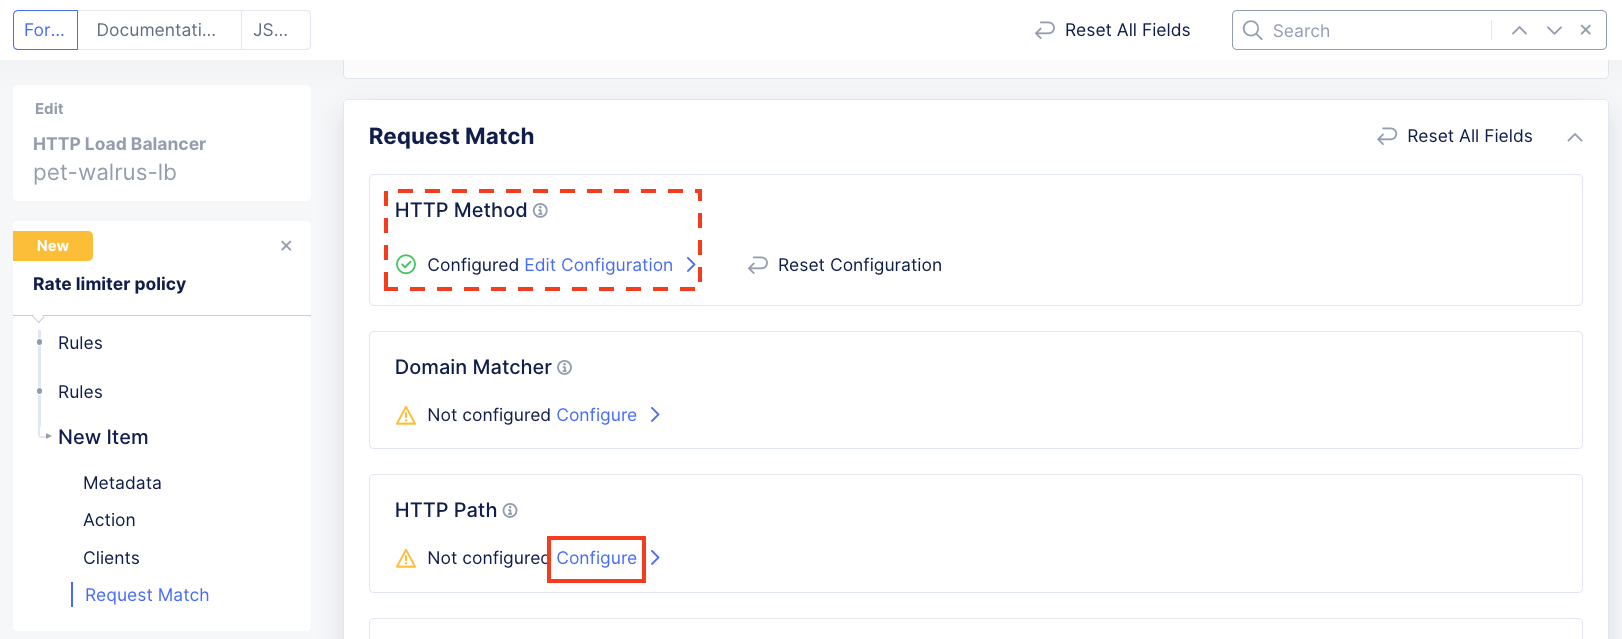 For... Documentati... JS... Reset All Fields Search
Edit
HTTP Load Balancer
pet-walrus-lb
New
Rate limiter policy
Rules
Rules
New Item
Metadata
Action
Clients
Request Match
Request Match Reset All Fields
HTTP Method
Configured Edit Configuration Reset Configuration
Domain Matcher
Not configured Configure
HTTP Path
Not configured Configure